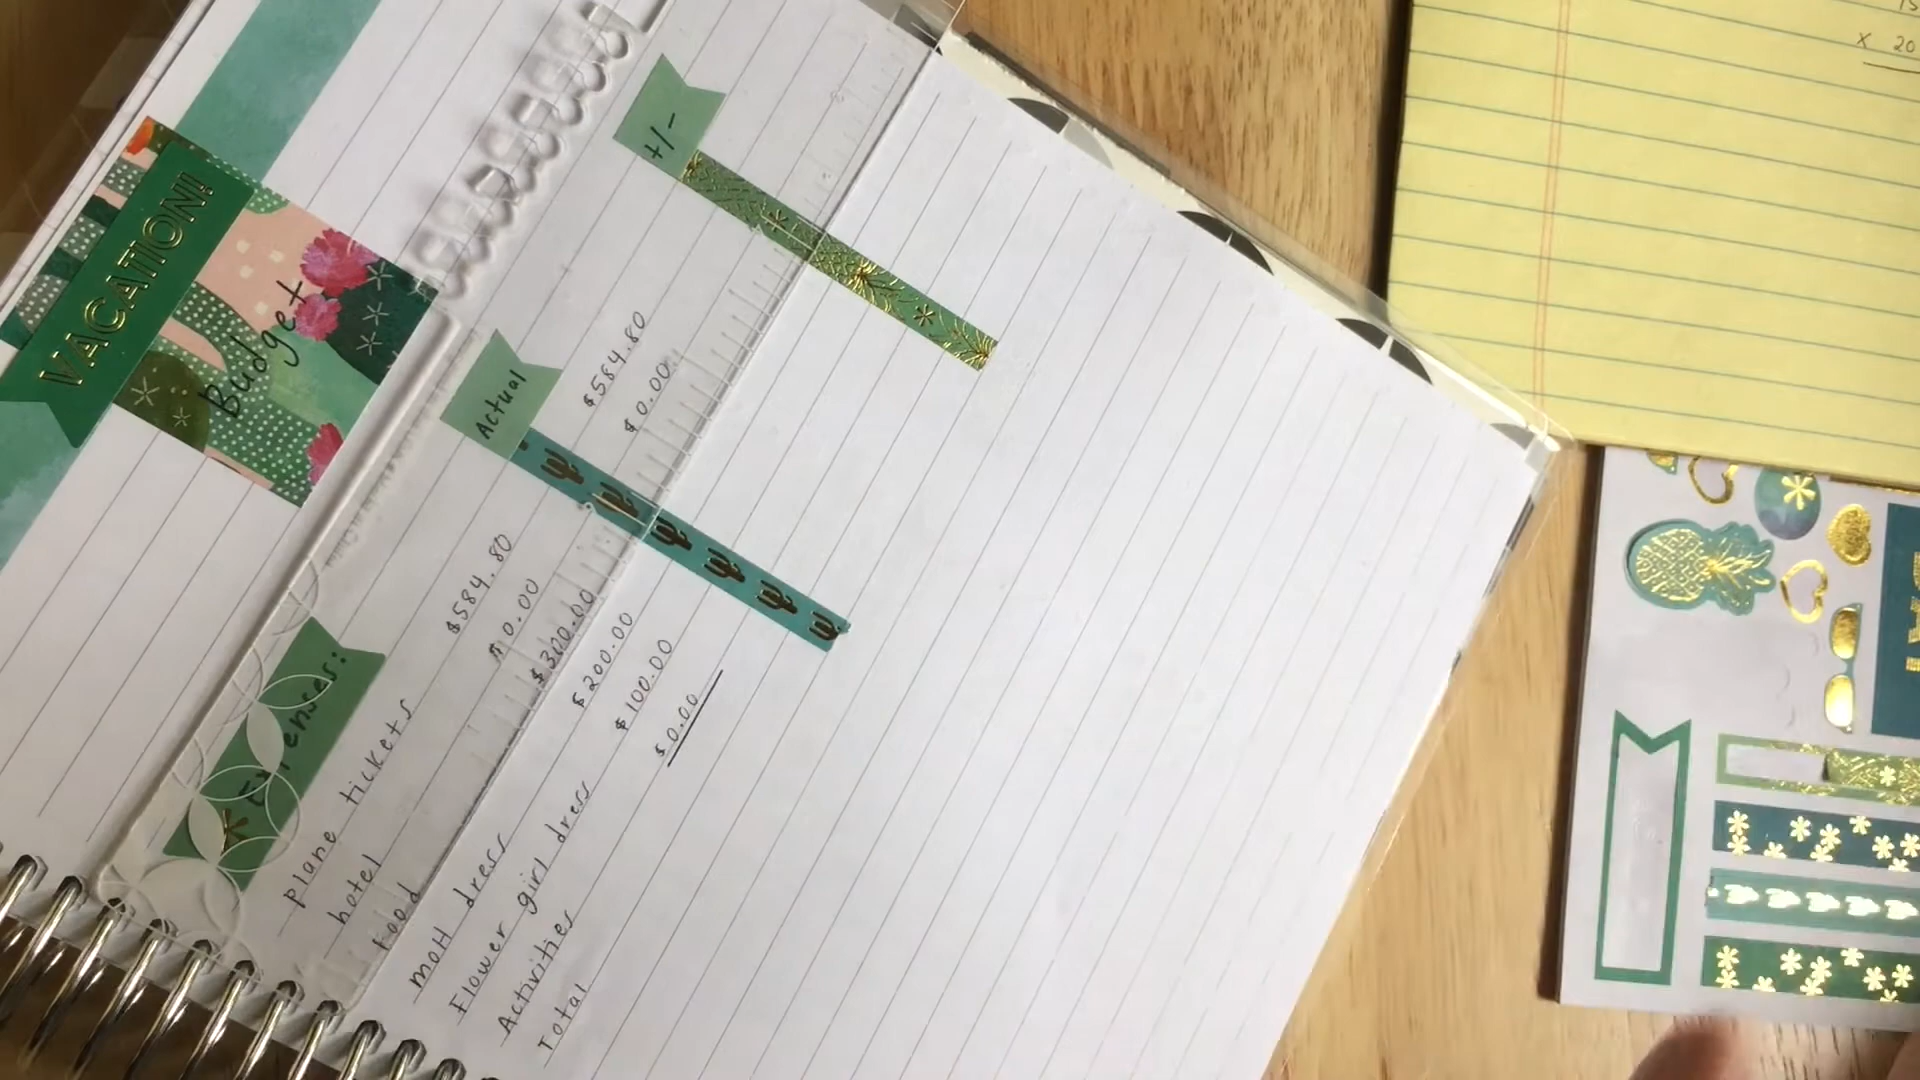 VACATION!
Budget
Expenses: Actual +/-
plane tickets $584.80 $584.80
hotel $0.00 $0.00
Food $300.00
MOH dress $200.00
Flower girl dress $100.00
Activities $0.00
Total
x 20